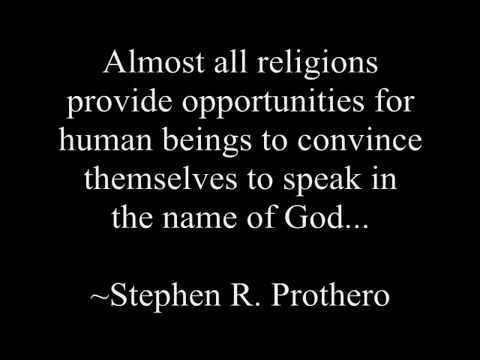 Almost all religions
provide opportunities for
human beings to convince
themselves to speak in
the name of God...
~Stephen R. Prothero